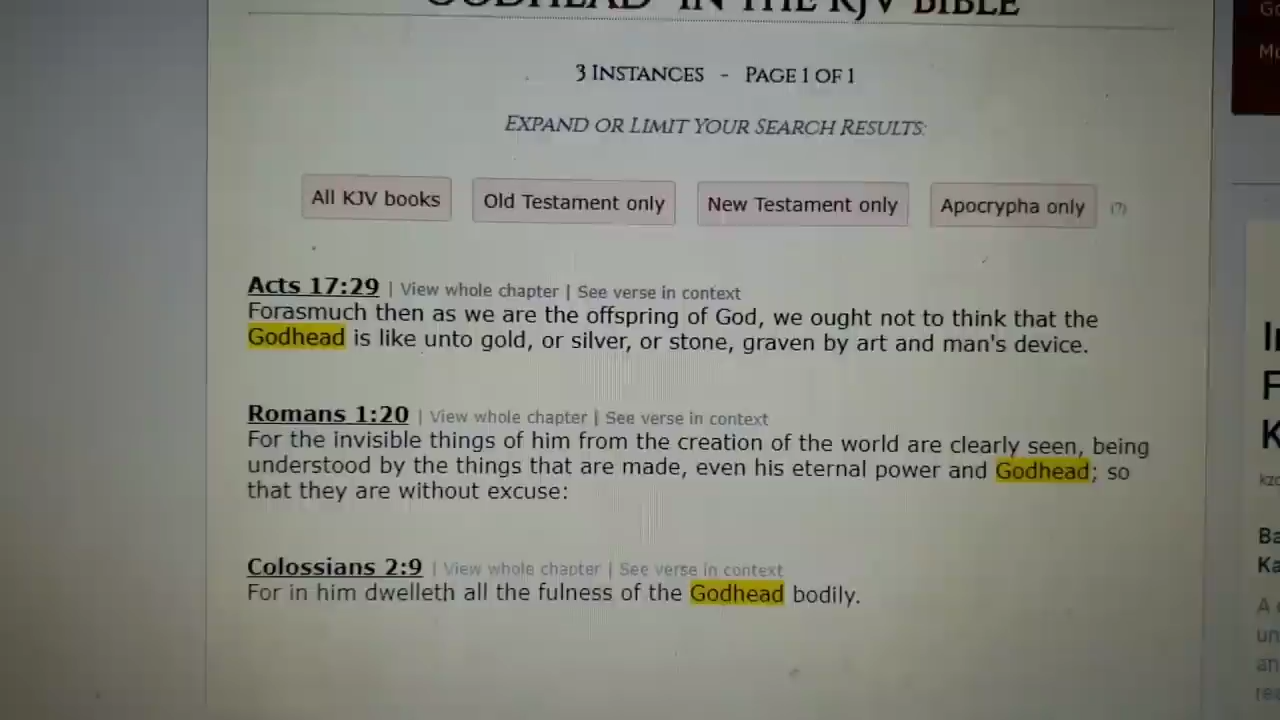 "GODHEAD" IN THE KJV BIBLE
3 INSTANCES - PAGE 1 OF 1
EXPAND OR LIMIT YOUR SEARCH RESULTS:
All KJV books Old Testament only New Testament only Apocrypha only (?)
Acts 17:29 | View whole chapter | See verse in context
Forasmuch then as we are the offspring of God, we ought not to think that the
Godhead is like unto gold, or silver, or stone, graven by art and man's device.
Romans 1:20 | View whole chapter | See verse in context
For the invisible things of him from the creation of the world are clearly seen, being
understood by the things that are made, even his eternal power and Godhead; so
that they are without excuse:
Colossians 2:9 | View whole chapter | See verse in context
For in him dwelleth all the fulness of the Godhead bodily.